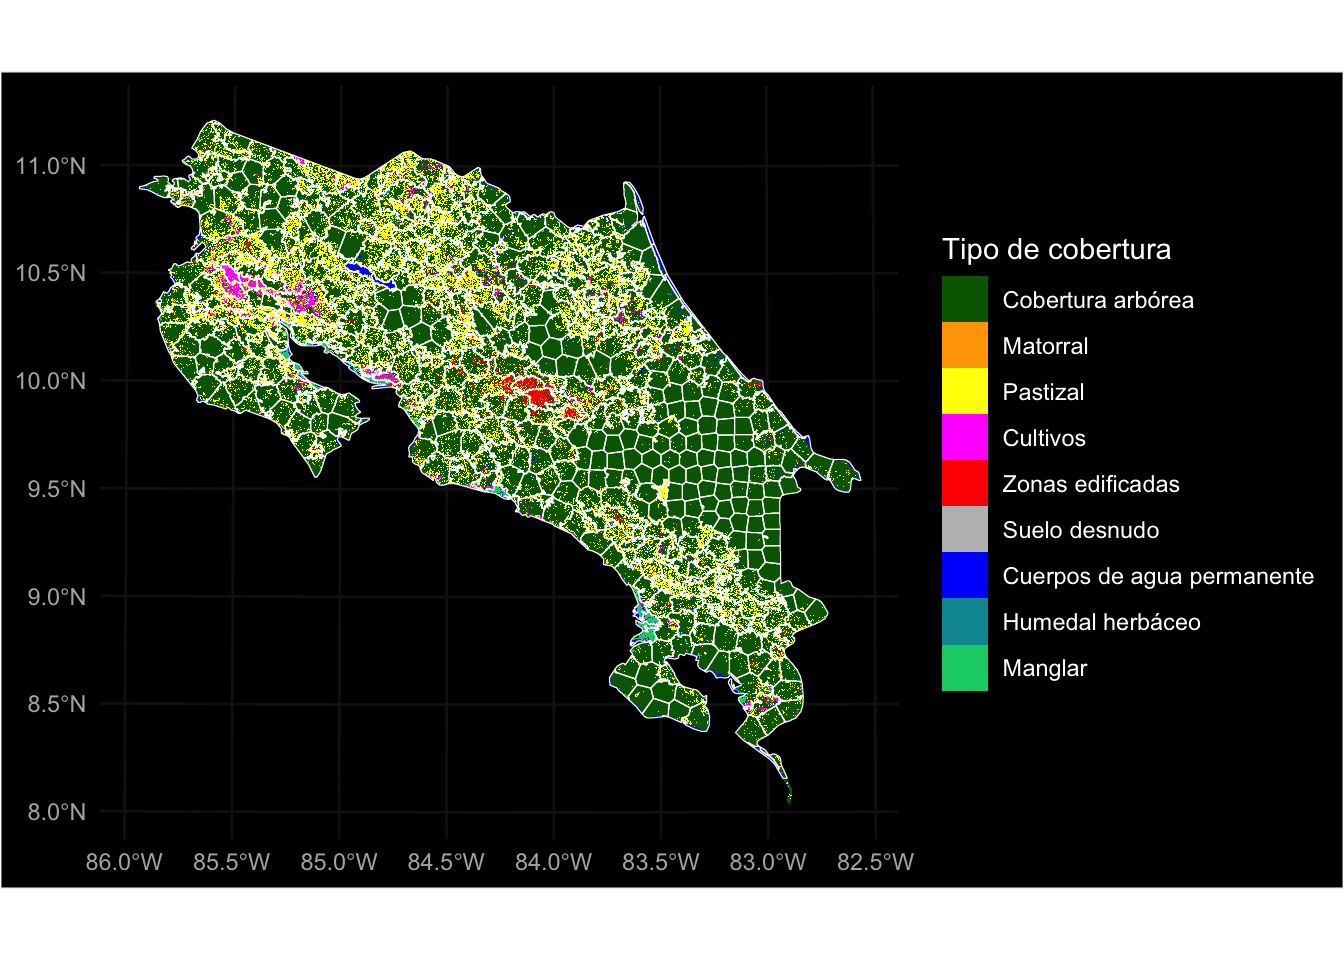 11.0°N
10.5°N
10.0°N
9.5°N
9.0°N
8.5°N
8.0°N
86.0°W 85.5°W 85.0°W 84.5°W 84.0°W 83.5°W 83.0°W 82.5°W
Tipo de cobertura
Cobertura arbórea
Matorral
Pastizal
Cultivos
Zonas edificadas
Suelo desnudo
Cuerpos de agua permanente
Humedal herbáceo
Manglar